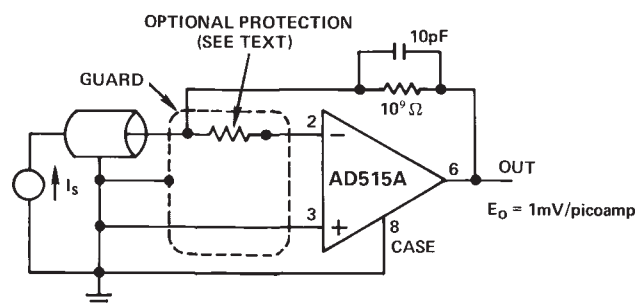 OPTIONAL PROTECTION
(SEE TEXT)
10pF
GUARD
10⁹ Ω
2
−
AD515A
6
OUT
I_S
E_O = 1mV/picoamp
3
+
8
CASE